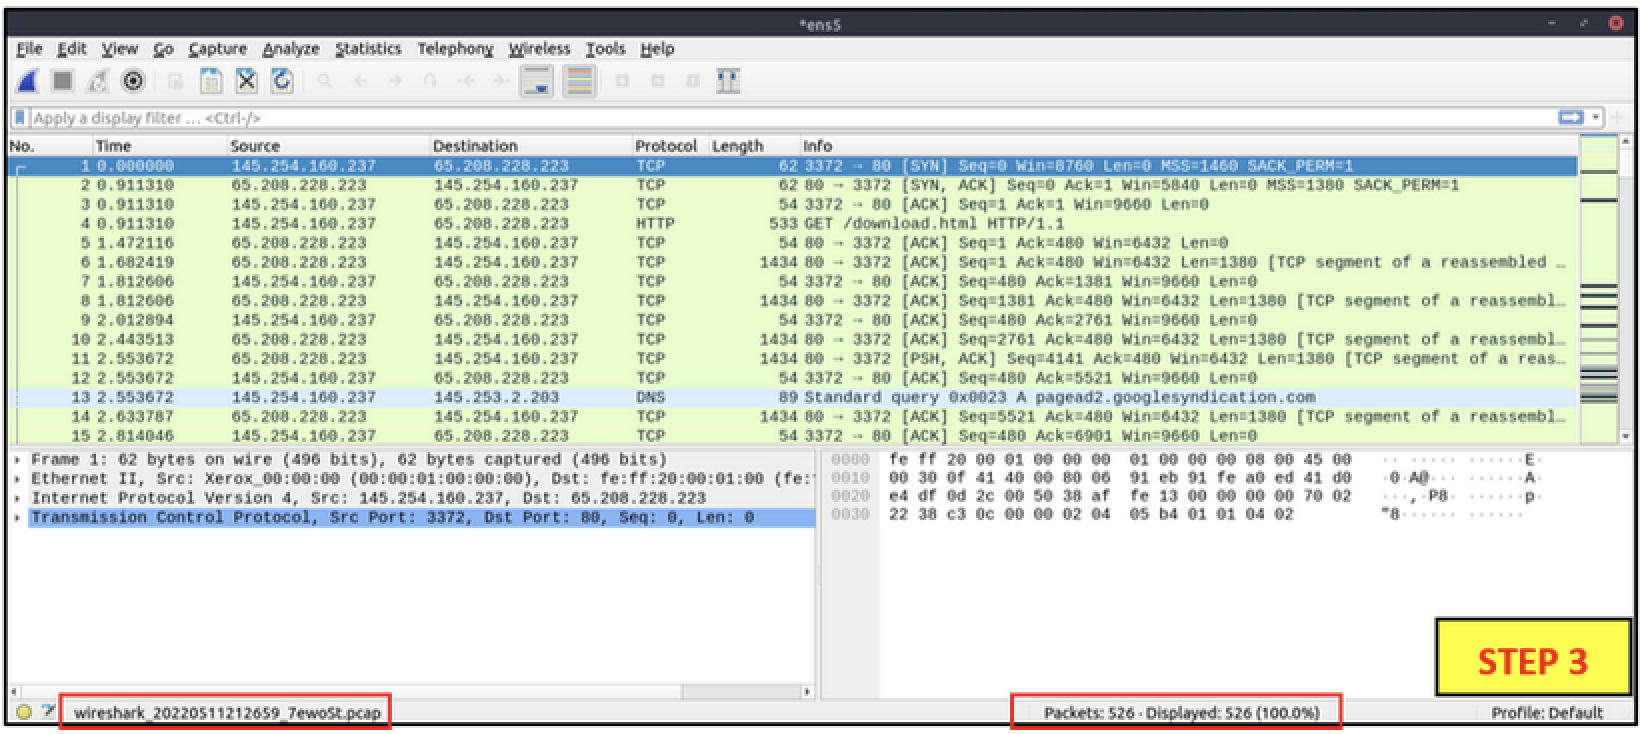 *ens5
File Edit View Go Capture Analyze Statistics Telephony Wireless Tools Help
Apply a display filter ... <Ctrl-/>
No. Time Source Destination Protocol Length Info
1 0.000000 145.254.160.237 65.208.228.223 TCP 62 3372 → 80 [SYN] Seq=0 Win=8760 Len=0 MSS=1460 SACK_PERM=1
2 0.911310 65.208.228.223 145.254.160.237 TCP 62 80 → 3372 [SYN, ACK] Seq=0 Ack=1 Win=5840 Len=0 MSS=1380 SACK_PERM=1
3 0.911310 145.254.160.237 65.208.228.223 TCP 54 3372 → 80 [ACK] Seq=1 Ack=1 Win=9660 Len=0
4 0.911310 145.254.160.237 65.208.228.223 HTTP 533 GET /download.html HTTP/1.1
5 1.472116 65.208.228.223 145.254.160.237 TCP 54 80 → 3372 [ACK] Seq=1 Ack=480 Win=6432 Len=0
6 1.682419 65.208.228.223 145.254.160.237 TCP 1434 80 → 3372 [ACK] Seq=1 Ack=480 Win=6432 Len=1380 [TCP segment of a reassembled …
7 1.812606 145.254.160.237 65.208.228.223 TCP 54 3372 → 80 [ACK] Seq=480 Ack=1381 Win=9660 Len=0
8 1.812606 65.208.228.223 145.254.160.237 TCP 1434 80 → 3372 [ACK] Seq=1381 Ack=480 Win=6432 Len=1380 [TCP segment of a reassembl…
9 2.012894 145.254.160.237 65.208.228.223 TCP 54 3372 → 80 [ACK] Seq=480 Ack=2761 Win=9660 Len=0
10 2.443513 65.208.228.223 145.254.160.237 TCP 1434 80 → 3372 [ACK] Seq=2761 Ack=480 Win=6432 Len=1380 [TCP segment of a reassembl…
11 2.553672 65.208.228.223 145.254.160.237 TCP 1434 80 → 3372 [PSH, ACK] Seq=4141 Ack=480 Win=6432 Len=1380 [TCP segment of a reas…
12 2.553672 145.254.160.237 65.208.228.223 TCP 54 3372 → 80 [ACK] Seq=480 Ack=5521 Win=9660 Len=0
13 2.553672 145.254.160.237 145.253.2.203 DNS 89 Standard query 0x0023 A pagead2.googlesyndication.com
14 2.633787 65.208.228.223 145.254.160.237 TCP 1434 80 → 3372 [ACK] Seq=5521 Ack=480 Win=6432 Len=1380 [TCP segment of a reassembl…
15 2.814046 145.254.160.237 65.208.228.223 TCP 54 3372 → 80 [ACK] Seq=480 Ack=6901 Win=9660 Len=0
Frame 1: 62 bytes on wire (496 bits), 62 bytes captured (496 bits)
Ethernet II, Src: Xerox_00:00:00 (00:00:01:00:00:00), Dst: fe:ff:20:00:01:00 (fe:
Internet Protocol Version 4, Src: 145.254.160.237, Dst: 65.208.228.223
Transmission Control Protocol, Src Port: 3372, Dst Port: 80, Seq: 0, Len: 0
0000 fe ff 20 00 01 00 00 00 01 00 00 00 08 00 45 00 ·· ····· ······E·
0010 00 30 0f 41 40 00 80 06 91 eb 91 fe a0 ed 41 d0 ·0·A@··· ······A·
0020 e4 df 0d 2c 00 50 38 af fe 13 00 00 00 00 70 02 ···,·P8· ······p·
0030 22 38 c3 0c 00 00 02 04 05 b4 01 01 04 02 "8······ ······
STEP 3
wireshark_20220511212659_7ewo5t.pcap
Packets: 526 · Displayed: 526 (100.0%)
Profile: Default